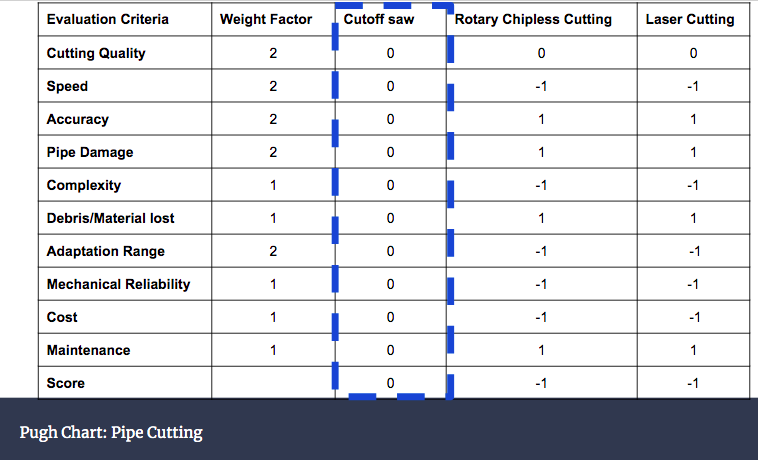 Evaluation Criteria Weight Factor Cutoff saw Rotary Chipless Cutting Laser Cutting
Cutting Quality 2 0 0 0
Speed 2 0 -1 -1
Accuracy 2 0 1 1
Pipe Damage 2 0 1 1
Complexity 1 0 -1 -1
Debris/Material lost 1 0 1 1
Adaptation Range 2 0 -1 -1
Mechanical Reliability 1 0 -1 -1
Cost 1 0 -1 -1
Maintenance 1 0 1 1
Score 0 -1 -1
Pugh Chart: Pipe Cutting